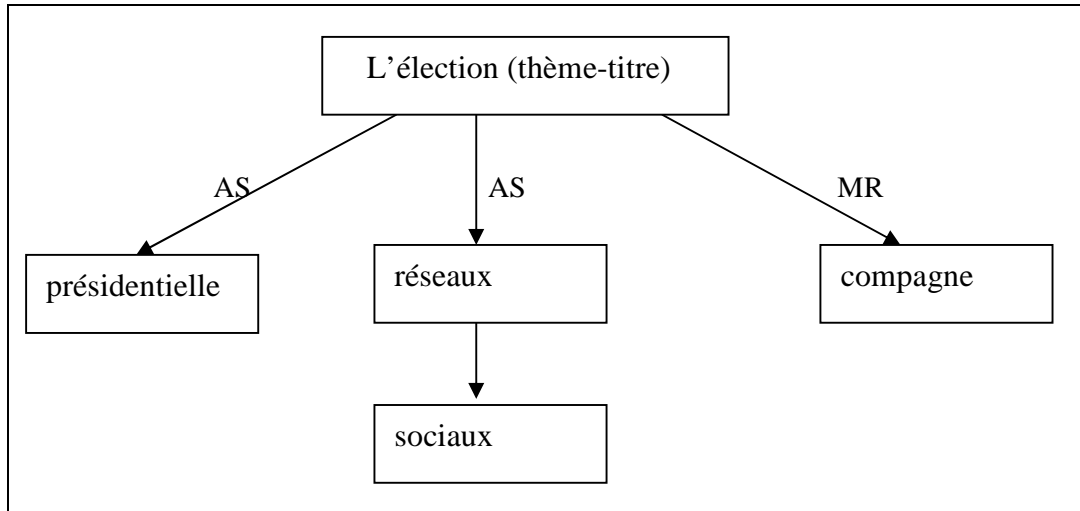 L'élection (thème-titre)
AS
AS
MR
présidentielle
réseaux
compagne
sociaux